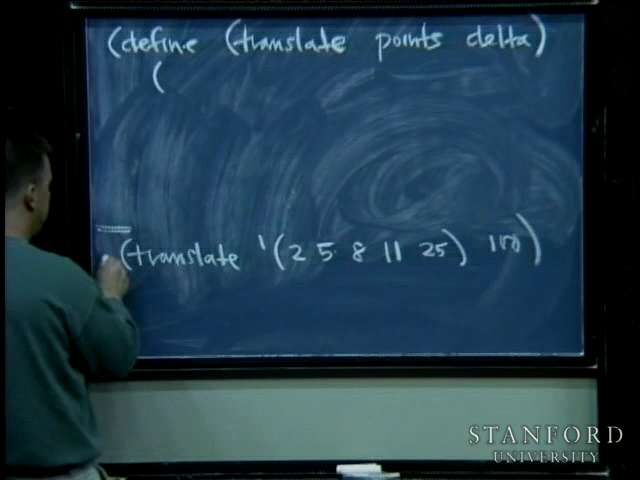 (define (translate points delta)
(
(translate '(2 5 8 11 25) 100)
STANFORD
UNIVERSITY